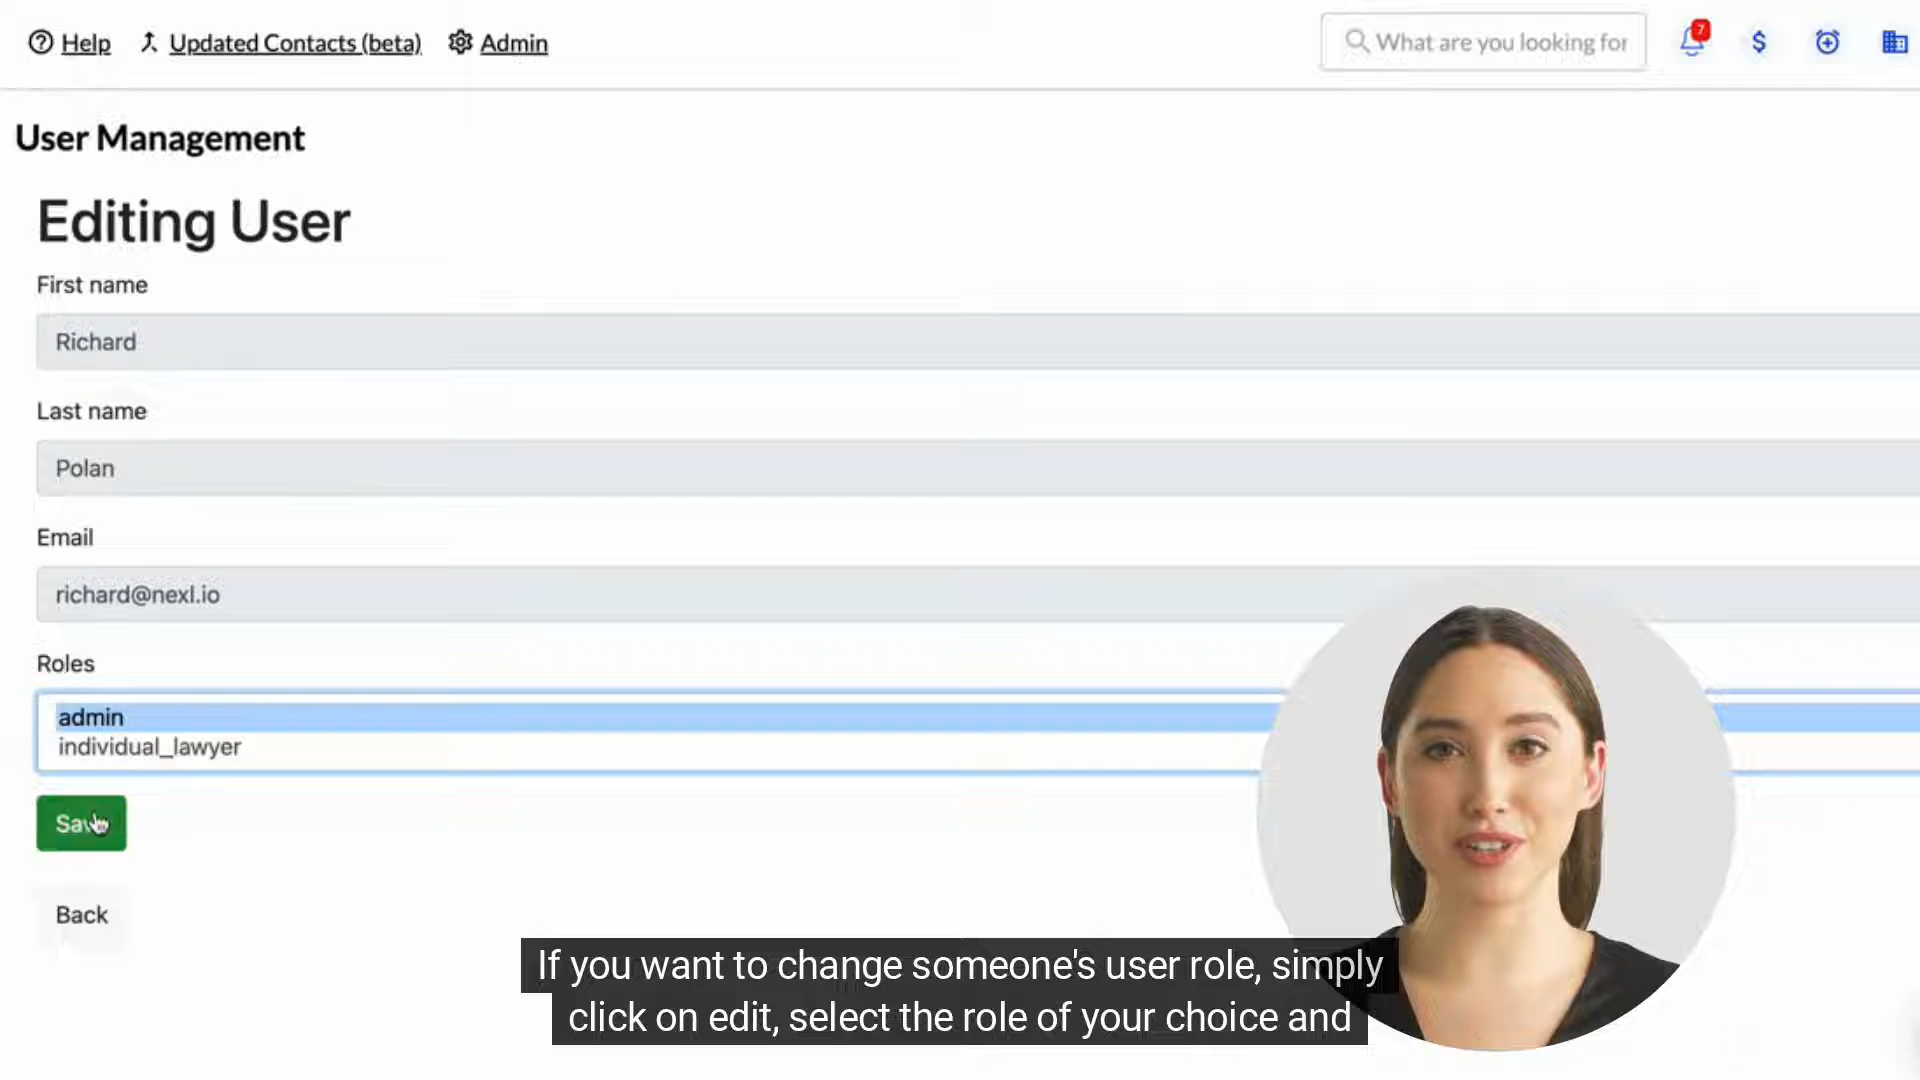 Help Updated Contacts (beta) Admin What are you looking for 7
User Management
Editing User
First name
Richard
Last name
Polan
Email
richard@nexl.io
Roles
admin
individual_lawyer
Save
Back
If you want to change someone's user role, simply
click on edit, select the role of your choice and